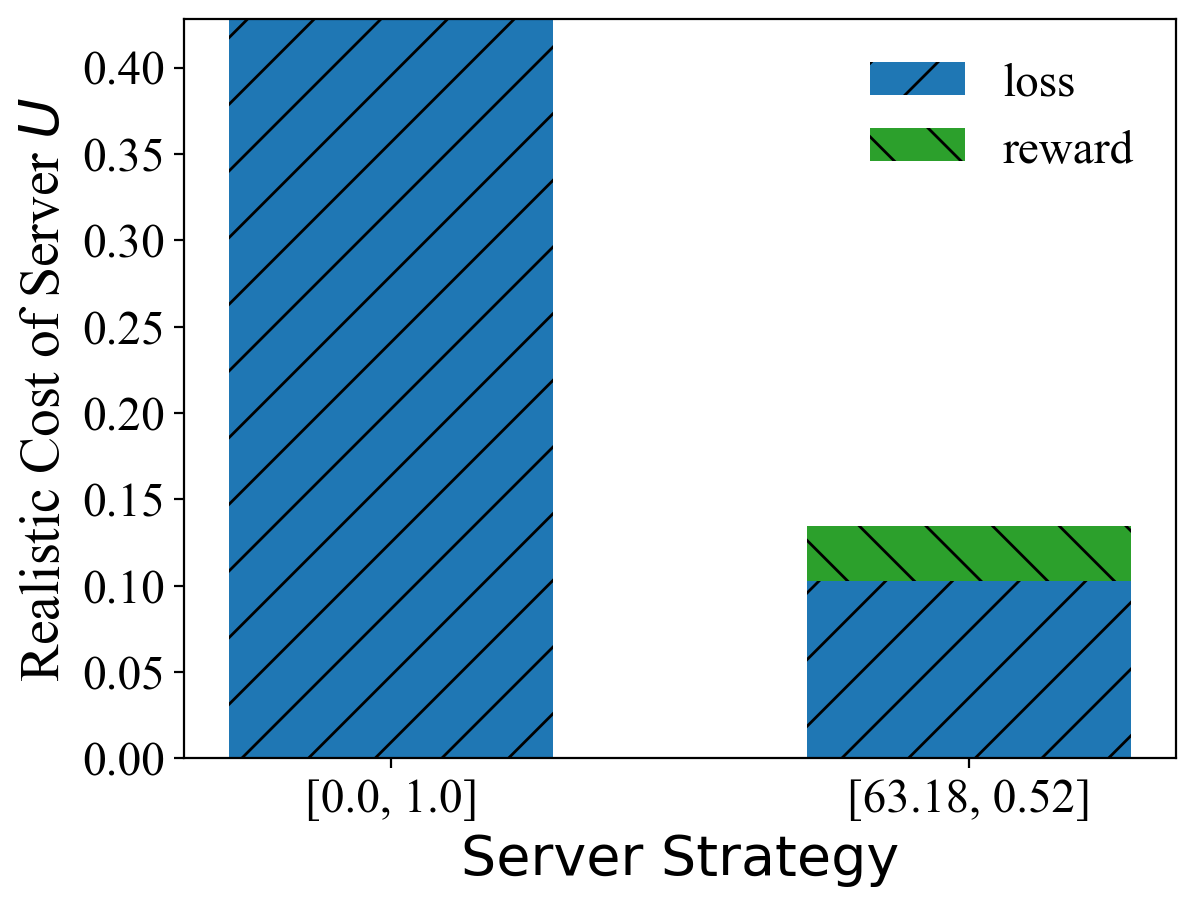 Realistic Cost of Server U
0.40
0.35
0.30
0.25
0.20
0.15
0.10
0.05
0.00
loss
reward
[0.0, 1.0]
[63.18, 0.52]
Server Strategy